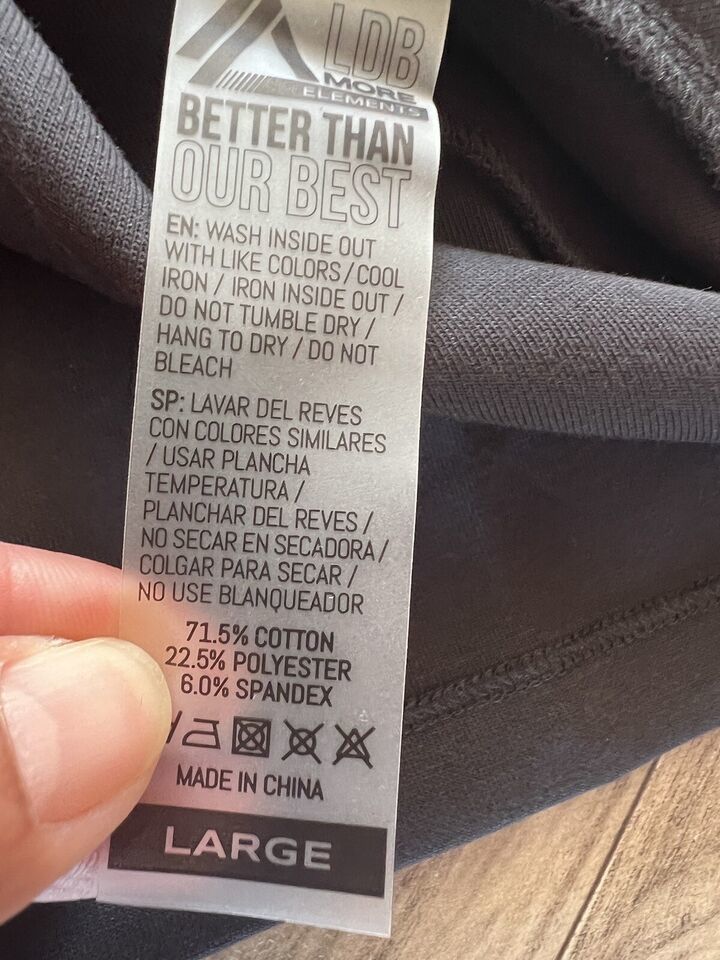 LDB
MORE
ELEMENTS
BETTER THAN
OUR BEST
EN: WASH INSIDE OUT
WITH LIKE COLORS / COOL
IRON / IRON INSIDE OUT /
DO NOT TUMBLE DRY /
HANG TO DRY / DO NOT
BLEACH
SP: LAVAR DEL REVES
CON COLORES SIMILARES
/ USAR PLANCHA
TEMPERATURA /
PLANCHAR DEL REVES /
NO SECAR EN SECADORA /
COLGAR PARA SECAR /
NO USE BLANQUEADOR
71.5% COTTON
22.5% POLYESTER
6.0% SPANDEX
MADE IN CHINA
LARGE